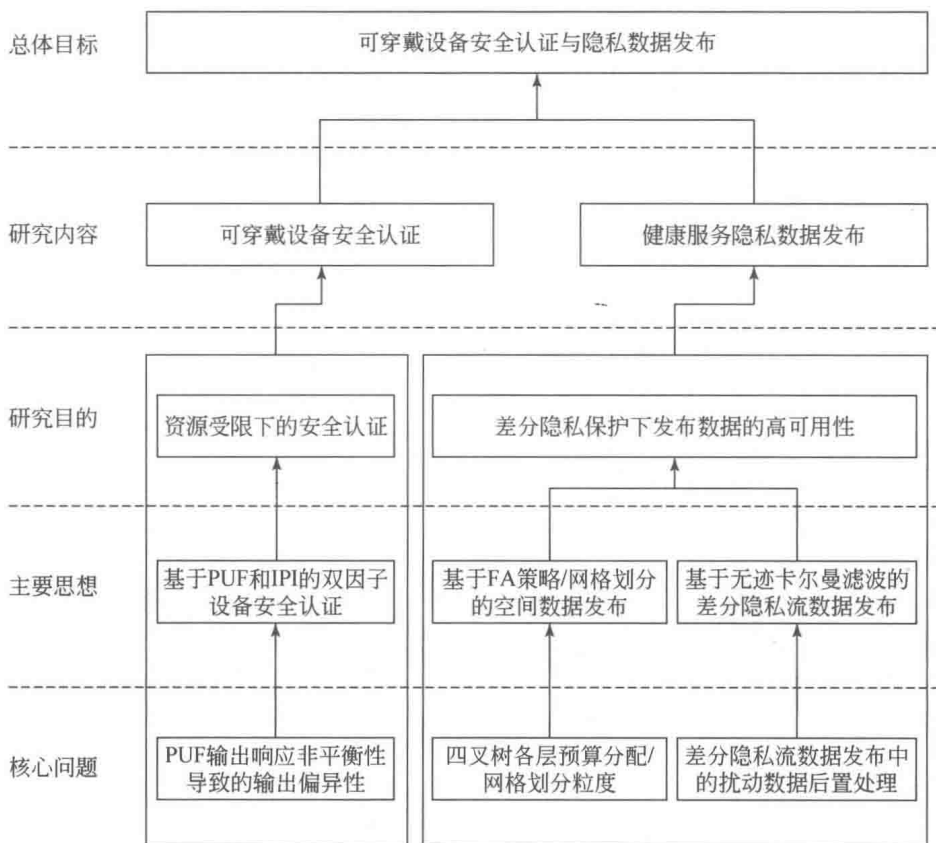 总体目标
可穿戴设备安全认证与隐私数据发布
研究内容
可穿戴设备安全认证
健康服务隐私数据发布
研究目的
资源受限下的安全认证
差分隐私保护下发布数据的高可用性
主要思想
基于PUF和IPI的双因子
设备安全认证
基于FA策略/网格划分
的空间数据发布
基于无迹卡尔曼滤波的
差分隐私流数据发布
核心问题
PUF输出响应非平衡性
导致的输出偏异性
四叉树各层预算分配/
网格划分粒度
差分隐私流数据发布中
的扰动数据后置处理